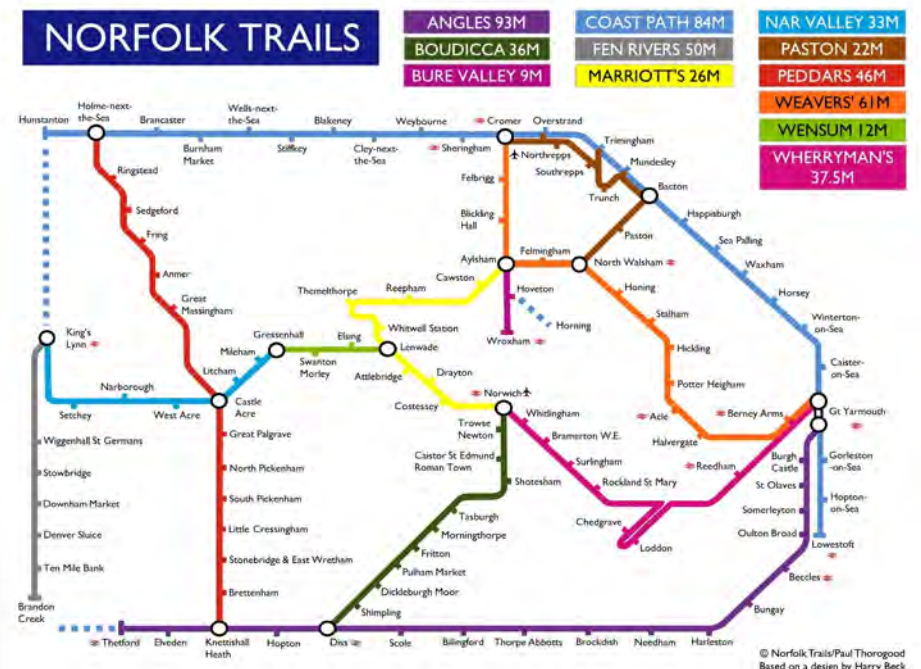 NORFOLK TRAILS
ANGLES 93M
BOUDICCA 36M
BURE VALLEY 9M
COAST PATH 84M
FEN RIVERS 50M
MARRIOTT'S 26M
NAR VALLEY 33M
PASTON 22M
PEDDARS 46M
WEAVERS' 61M
WENSUM 12M
WHERRYMAN'S
37.5M
Hunstanton
Holme-next-
the-Sea
Brancaster
Burnham
Market
Wells-next-
the-Sea
Stiffkey
Blakeney
Cley-next-
the-Sea
Weybourne
Sheringham
Cromer
Overstrand
Trimingham
Mundesley
Northrepps
Southrepps
Trunch
Bacton
Paston
Happisburgh
Sea Palling
Waxham
Horsey
Winterton-
on-Sea
Caister-
on-Sea
Ringstead
Sedgeford
Fring
Anmer
Great
Massingham
Felbrigg
Blickling
Hall
Aylsham
Felmingham
North Walsham
Cawston
Reepham
Themelthorpe
Whitwell Station
Lenwade
Hoveton
Horning
Wroxham
Honing
Stalham
Hickling
Potter Heigham
Acle
Halvergate
Berney Arms
Gt Yarmouth
King's
Lynn
Setchey
Narborough
West Acre
Castle
Acre
Litcham
Mileham
Gressenhall
Swanton
Morley
Elsing
Attlebridge
Drayton
Costessey
Norwich
Whitlingham
Bramerton W.E.
Surlingham
Rockland St Mary
Chedgrave
Loddon
Reedham
Trowse
Newton
Caistor St Edmund
Roman Town
Shotesham
Tasburgh
Morningthorpe
Fritton
Pulham Market
Dickleburgh Moor
Shimpling
Burgh
Castle
St Olaves
Somerleyton
Oulton Broad
Gorleston
-on-Sea
Hopton-
on-Sea
Lowestoft
Beccles
Bungay
Wiggenhall St Germans
Stowbridge
Downham Market
Denver Sluice
Ten Mile Bank
Brandon
Creek
Great Palgrave
North Pickenham
South Pickenham
Little Cressingham
Stonebridge & East Wretham
Brettenham
Thetford
Elveden
Knettishall
Heath
Hopton
Diss
Scole
Billingford
Thorpe Abbotts
Brockdish
Needham
Harleston
© Norfolk Trails/Paul Thorogood
Based on a design by Harry Beck